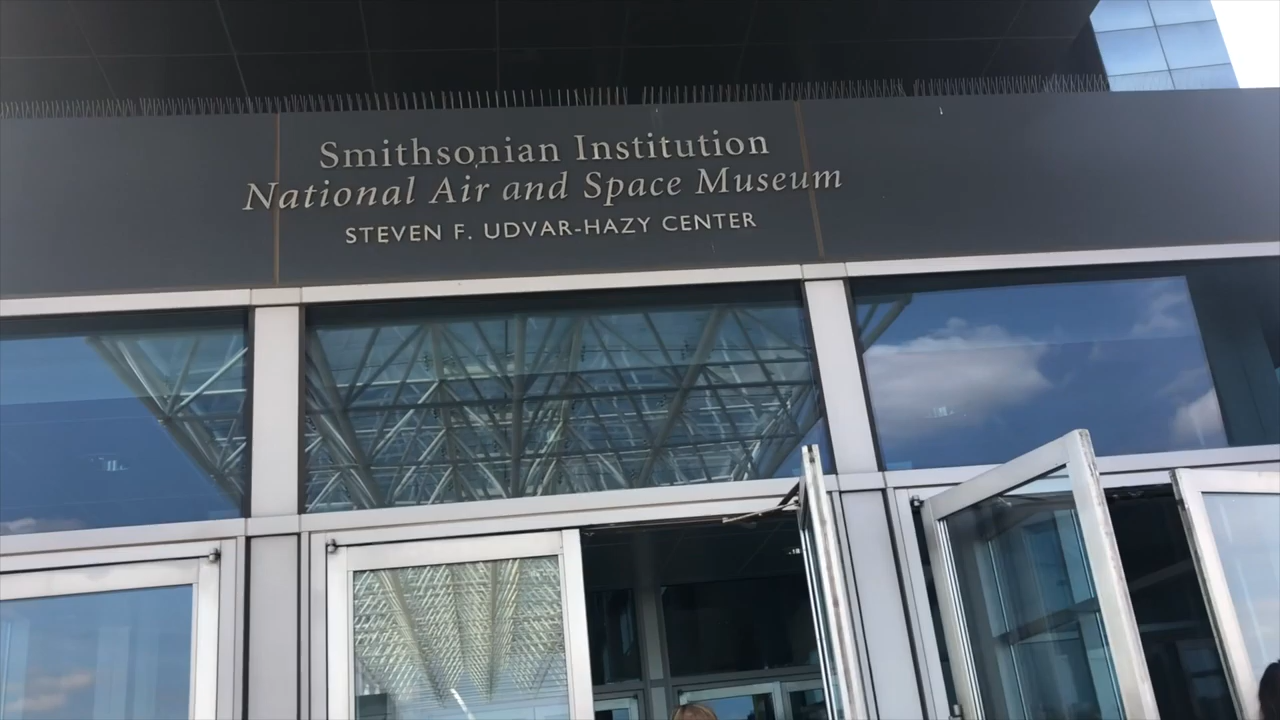 Smithsonian Institution
National Air and Space Museum
STEVEN F. UDVAR-HAZY CENTER